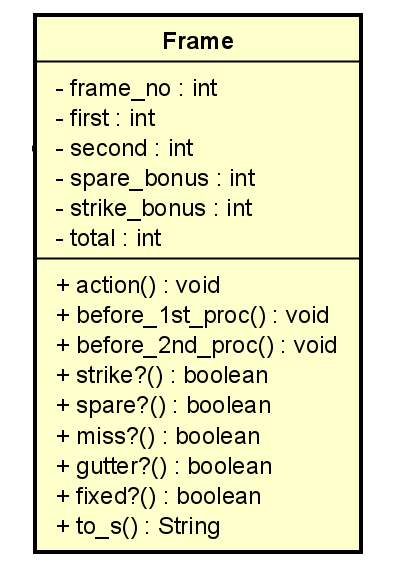 Frame
- frame_no : int
- first : int
- second : int
- spare_bonus : int
- strike_bonus : int
- total : int
+ action() : void
+ before_1st_proc() : void
+ before_2nd_proc() : void
+ strike?() : boolean
+ spare?() : boolean
+ miss?() : boolean
+ gutter?() : boolean
+ fixed?() : boolean
+ to_s() : String